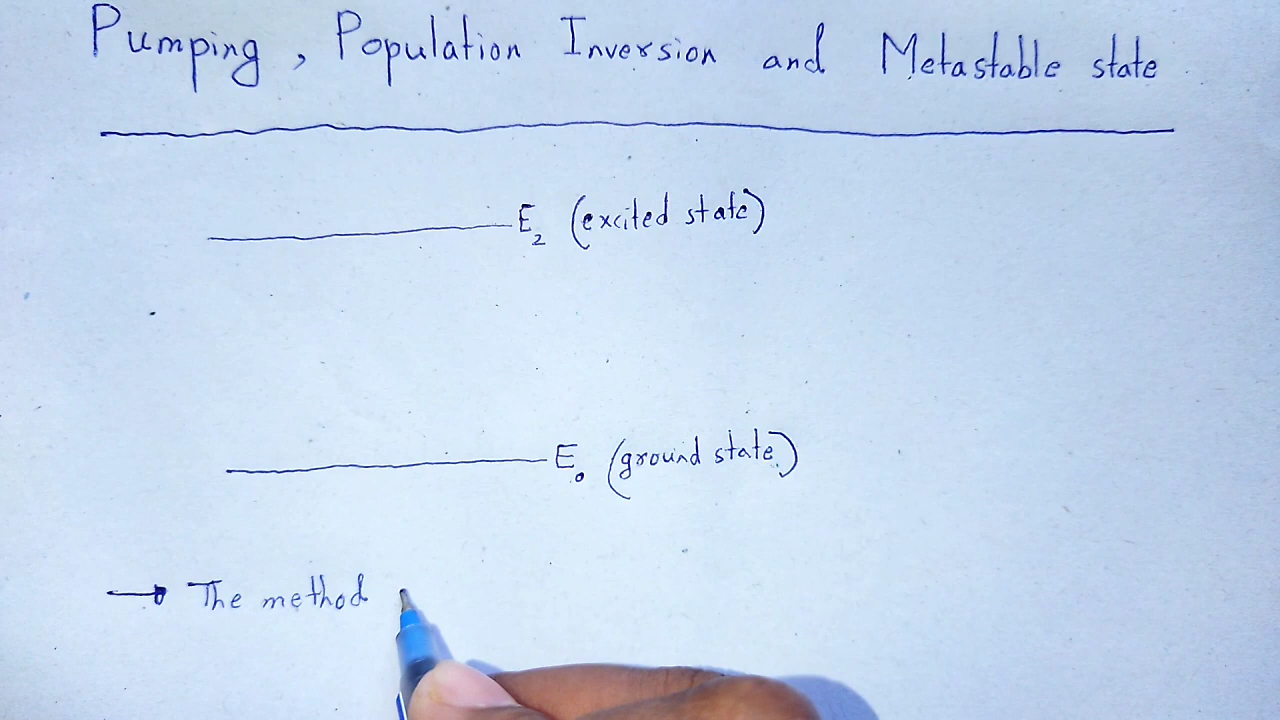 Pumping, Population Inversion and Metastable state
E₂ (excited state)
E₀ (ground state)
→ The method